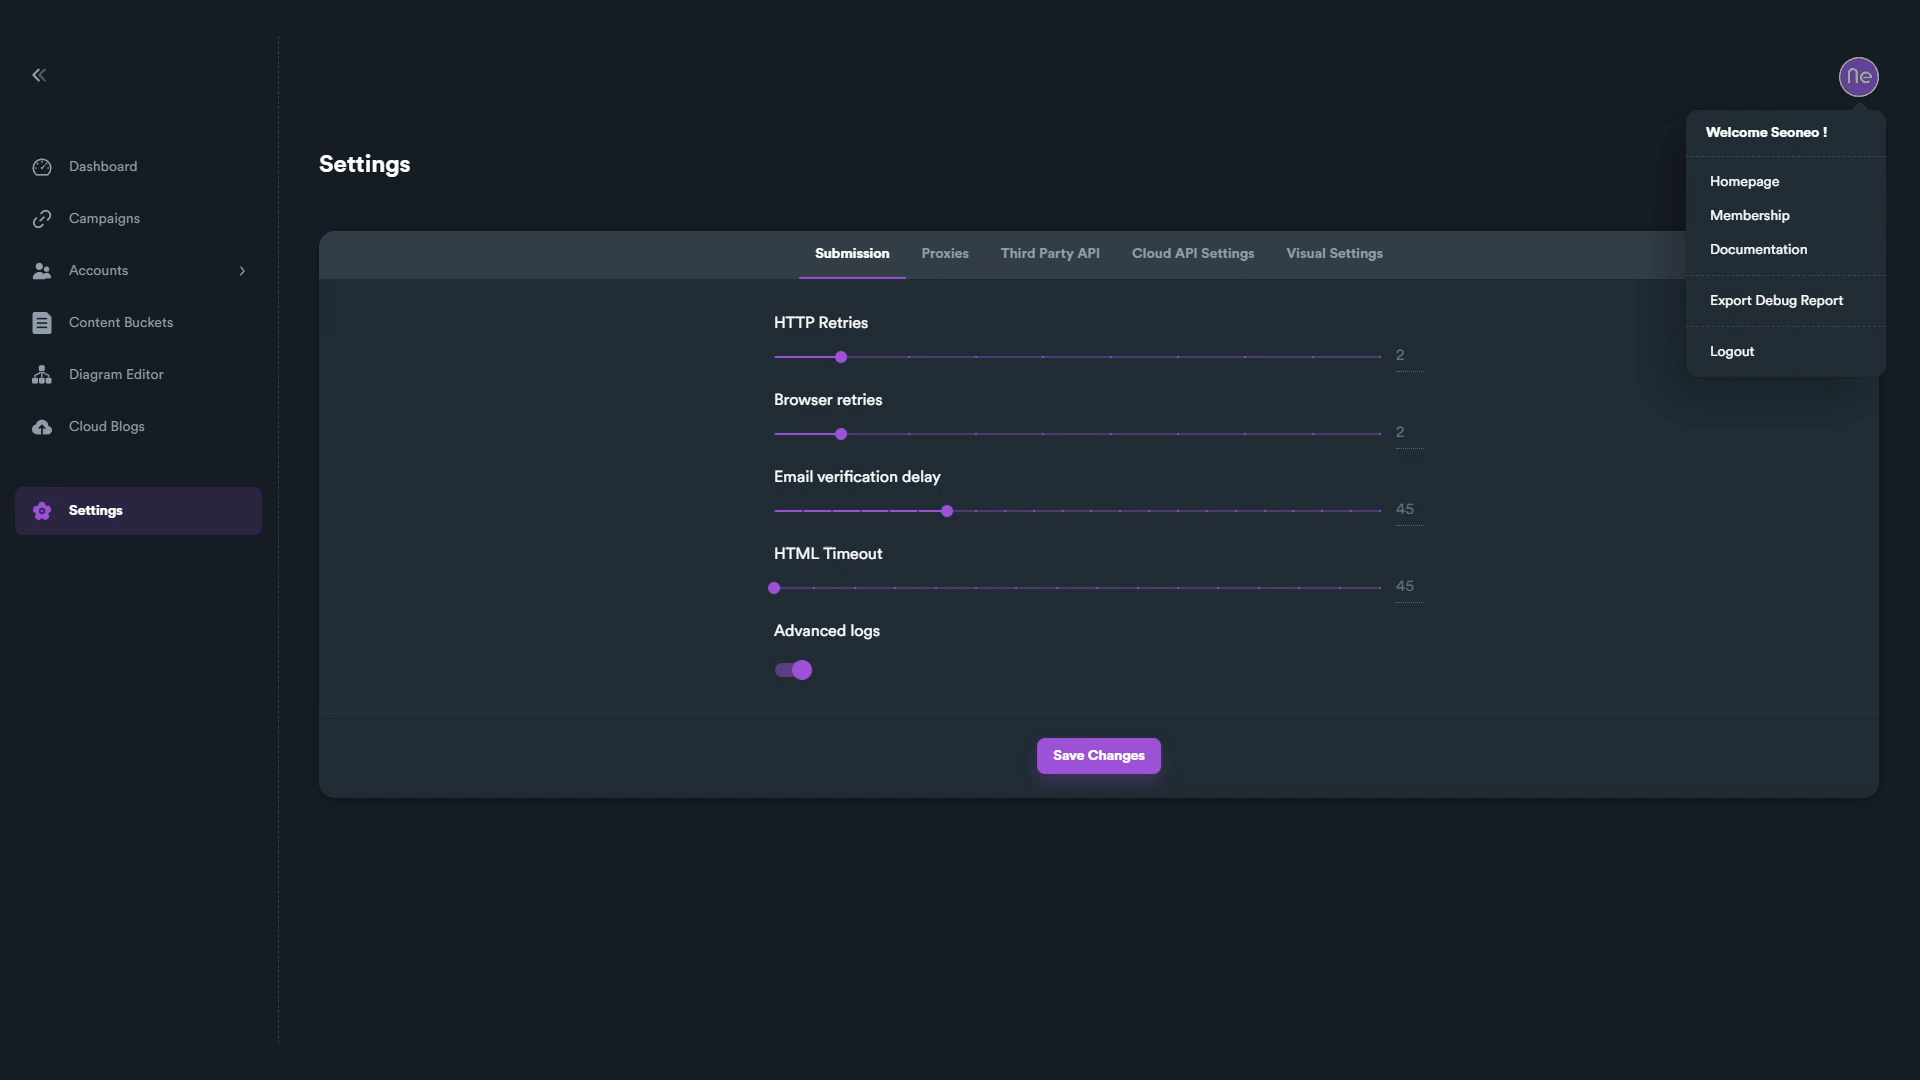 Ne
Welcome Seoneo !
Homepage
Membership
Documentation
Export Debug Report
Logout
Dashboard
Campaigns
Accounts
Content Buckets
Diagram Editor
Cloud Blogs
Settings
Settings
Submission Proxies Third Party API Cloud API Settings Visual Settings
HTTP Retries
2
Browser retries
2
Email verification delay
45
HTML Timeout
45
Advanced logs
Save Changes